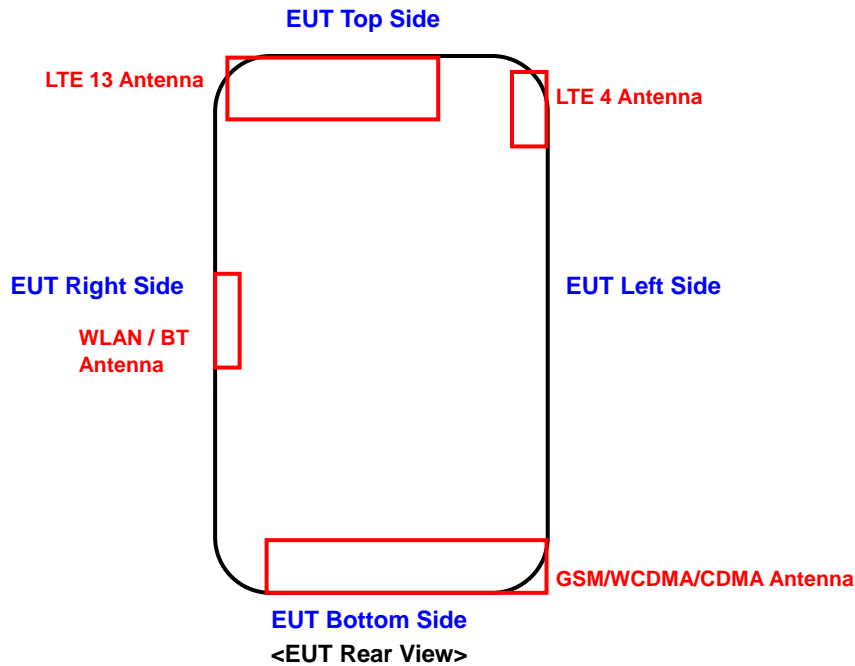 EUT Top Side
LTE 13 Antenna
LTE 4 Antenna
EUT Right Side
EUT Left Side
WLAN / BT
Antenna
GSM/WCDMA/CDMA Antenna
EUT Bottom Side
<EUT Rear View>